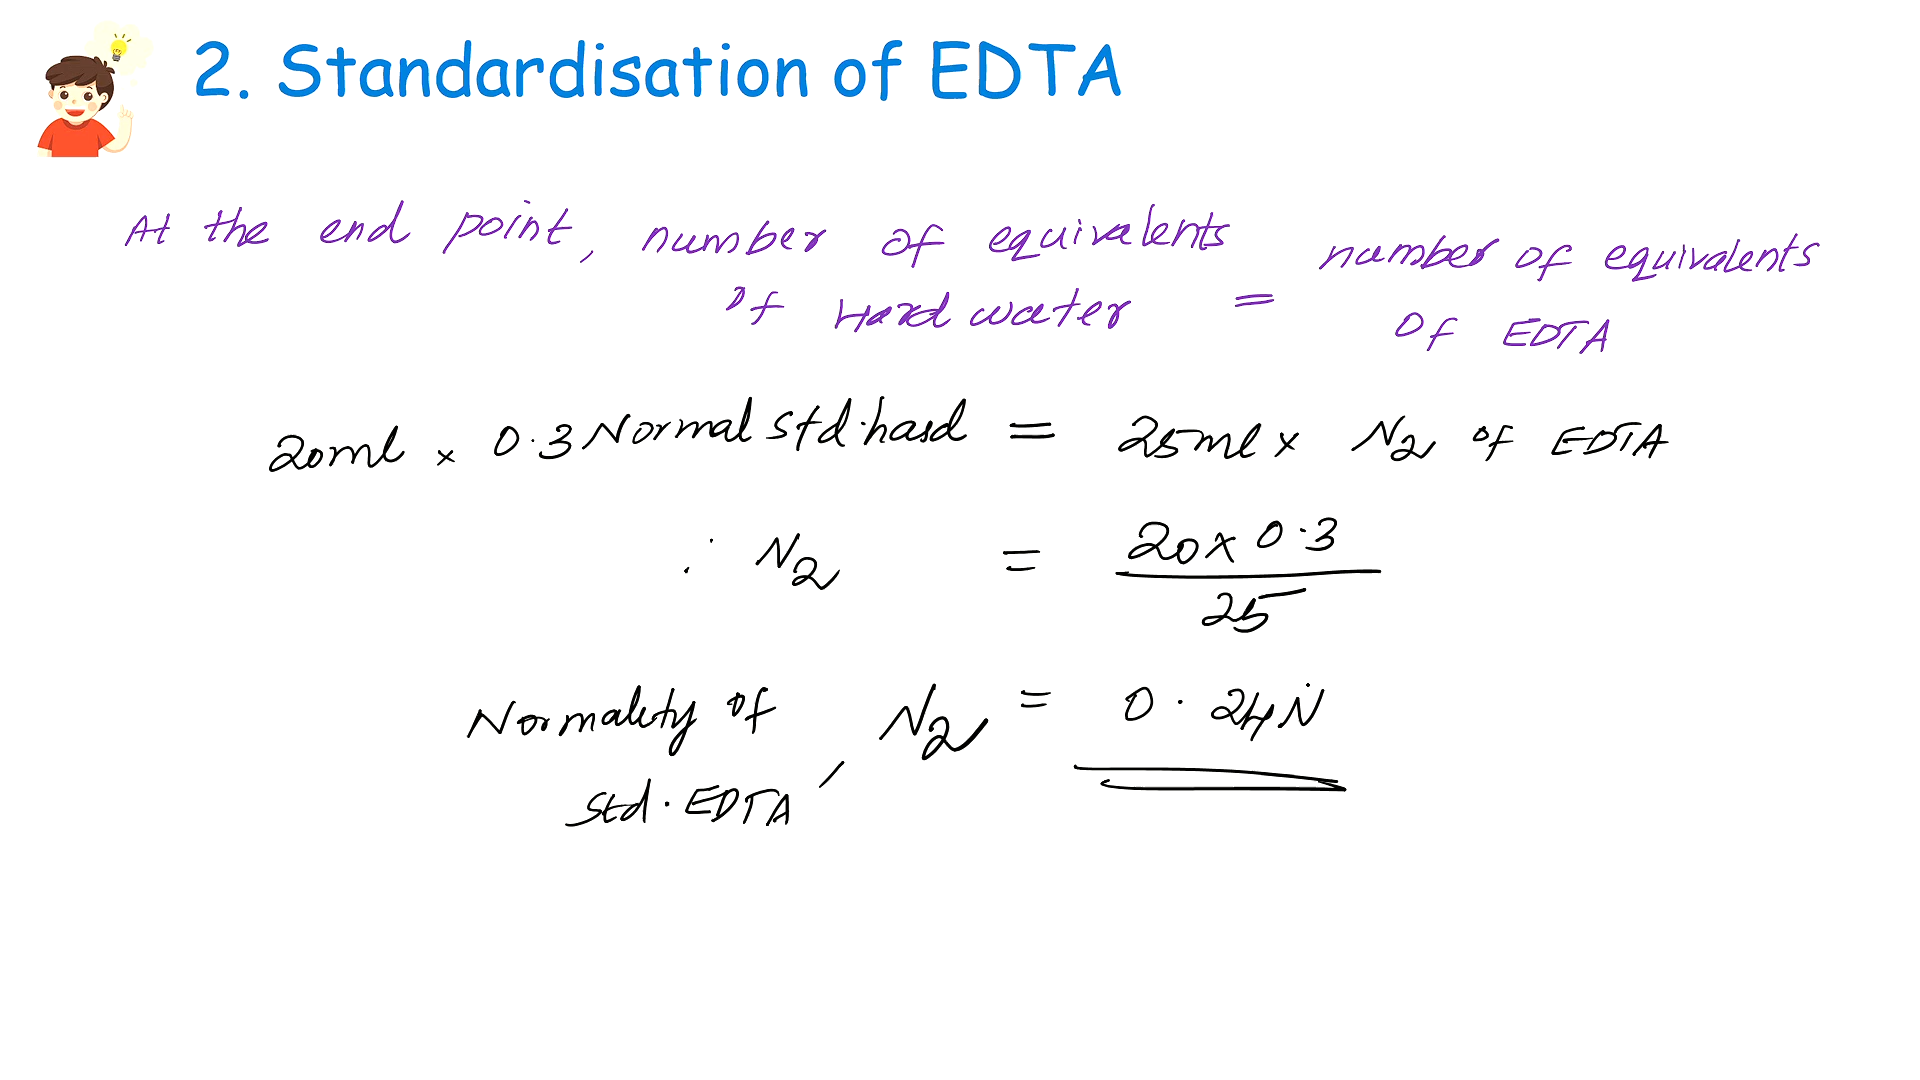 2. Standardisation of EDTA
At the end point, number of equivalents of Hard water = number of equivalents of EDTA
20ml × 0.3 Normal std. hard = 25ml × N2 of EDTA
∴ N2 = 20 × 0.3 / 25
Normality of std. EDTA, N2 = 0.24N